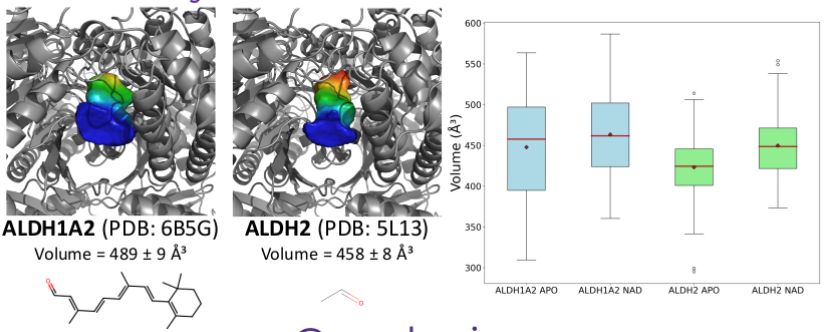 ALDH1A2 (PDB: 6B5G)
Volume = 489 ± 9 Å³
O
ALDH2 (PDB: 5L13)
Volume = 458 ± 8 Å³
O
Volume (Å³)
600
550
500
450
400
350
300
ALDH1A2 APO
ALDH1A2 NAD
ALDH2 APO
ALDH2 NAD